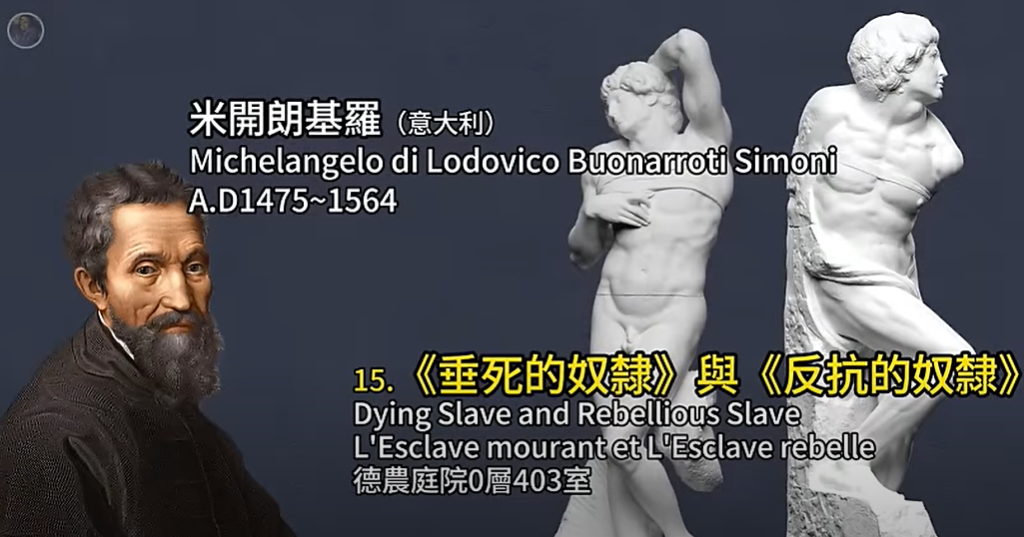 米開朗基羅（意大利）
Michelangelo di Lodovico Buonarroti Simoni
A.D1475~1564
15.《垂死的奴隸》與《反抗的奴隸》
Dying Slave and Rebellious Slave
L'Esclave mourant et L'Esclave rebelle
德農庭院0層403室